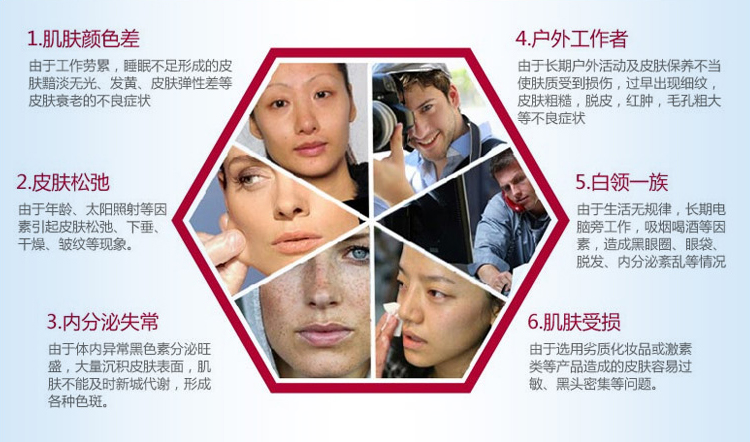 1.肌肤颜色差
由于工作劳累，睡眠不足形成的皮
肤黯淡无光、发黄、皮肤弹性差等
皮肤衰老的不良症状
2.皮肤松弛
由于年龄、太阳照射等因
素引起皮肤松弛、下垂、
干燥、皱纹等现象。
3.内分泌失常
由于体内异常黑色素分泌旺
盛，大量沉积皮肤表面，肌
肤不能及时新城代谢，形成
各种色斑。
4.户外工作者
由于长期户外活动及皮肤保养不当
使肤质受到损伤，过早出现细纹，
皮肤粗糙，脱皮，红肿，毛孔粗大
等不良症状
5.白领一族
由于生活无规律，长期电
脑旁工作，吸烟喝酒等因
素，造成黑眼圈、眼袋、
脱发、内分泌紊乱等情况
6.肌肤受损
由于选用劣质化妆品或激素
类等产品造成的皮肤容易过
敏、黑头密集等问题。